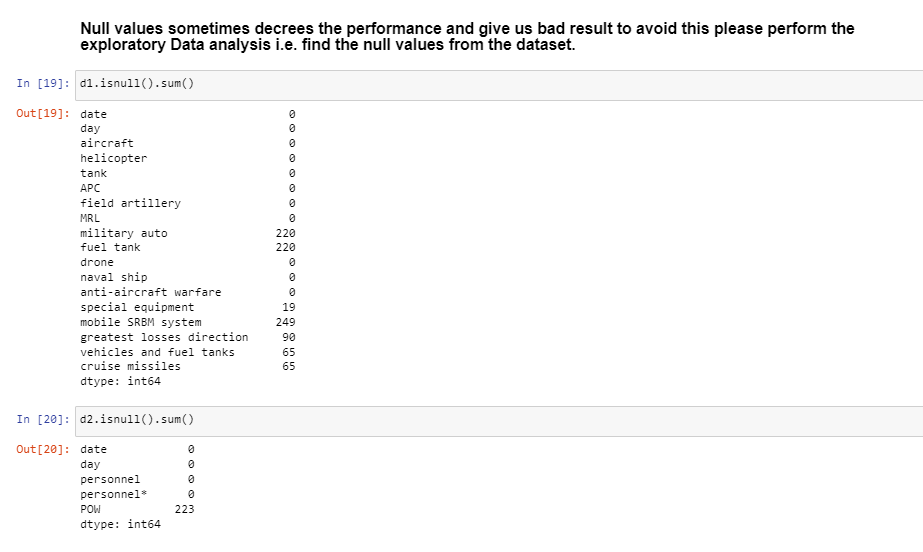 Null values sometimes decrees the performance and give us bad result to avoid this please perform the
exploratory Data analysis i.e. find the null values from the dataset.
In [19]: d1.isnull().sum()
Out[19]: date 0
day 0
aircraft 0
helicopter 0
tank 0
APC 0
field artillery 0
MRL 0
military auto 220
fuel tank 220
drone 0
naval ship 0
anti-aircraft warfare 0
special equipment 19
mobile SRBM system 249
greatest losses direction 90
vehicles and fuel tanks 65
cruise missiles 65
dtype: int64
In [20]: d2.isnull().sum()
Out[20]: date 0
day 0
personnel 0
personnel* 0
POW 223
dtype: int64